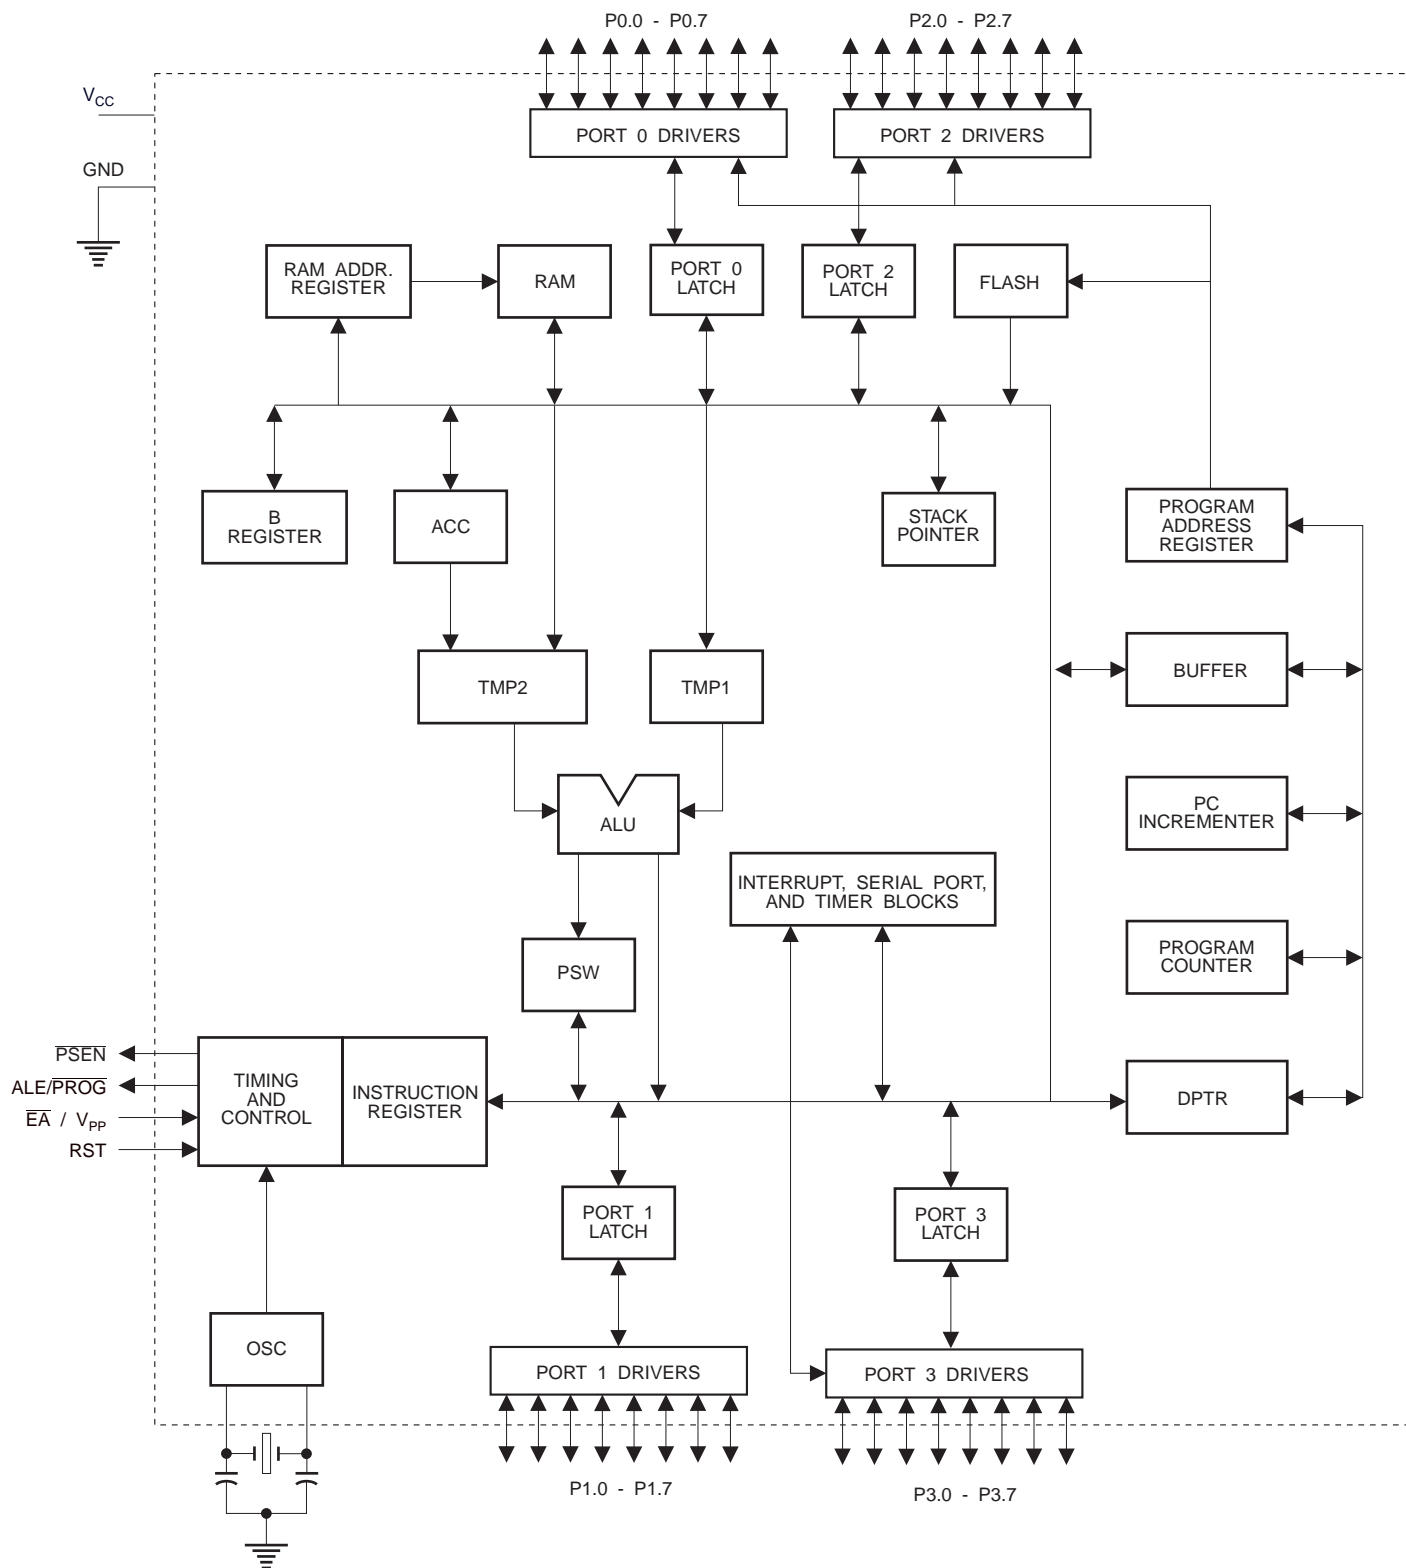 P0.0 - P0.7
P2.0 - P2.7
VCC
PORT 0 DRIVERS
PORT 2 DRIVERS
GND
RAM ADDR.
REGISTER
RAM
PORT 0
LATCH
PORT 2
LATCH
FLASH
B
REGISTER
ACC
STACK
POINTER
PROGRAM
ADDRESS
REGISTER
BUFFER
TMP2
TMP1
PC
INCREMENTER
ALU
INTERRUPT, SERIAL PORT,
AND TIMER BLOCKS
PROGRAM
COUNTER
PSW
PSEN
ALE/PROG
EA / VPP
RST
TIMING
AND
CONTROL
INSTRUCTION
REGISTER
DPTR
PORT 1
LATCH
PORT 3
LATCH
OSC
PORT 1 DRIVERS
PORT 3 DRIVERS
P1.0 - P1.7
P3.0 - P3.7